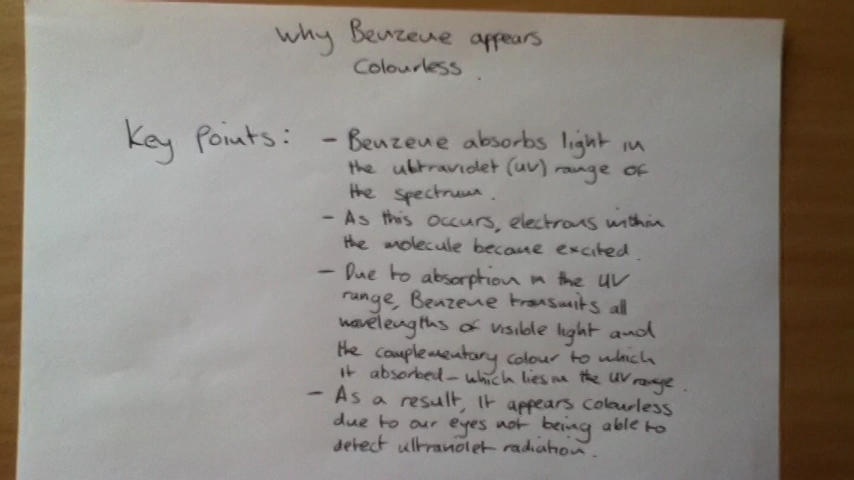 Why Benzene appears
Colourless.
Key Points: - Benzene absorbs light in
the ultraviolet (UV) range of
the spectrum.
- As this occurs, electrons within
the molecule become excited.
- Due to absorption in the UV
range, Benzene transmits all
wavelengths of visible light and
the complementary colour to which
it absorbed - which lies in the UV range.
- As a result, it appears colourless
due to our eyes not being able to
detect ultraviolet radiation.